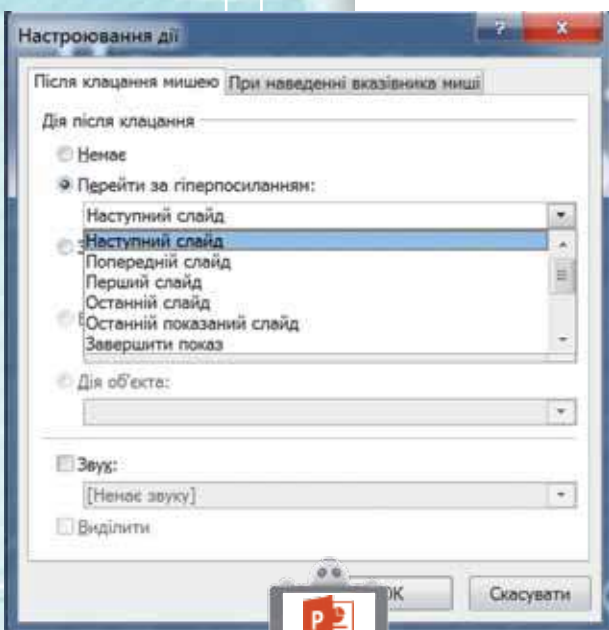 Настроювання дії
Після клацання мишею При наведенні вказівника миші
Дія після клацання
Немає
Перейти за гіперпосиланням:
Наступний слайд
Наступний слайд
Попередній слайд
Перший слайд
Останній слайд
Останній показаний слайд
Завершити показ
Дія об'єкта:
Звук:
[Немає звуку]
Виділити
ОК Скасувати
P